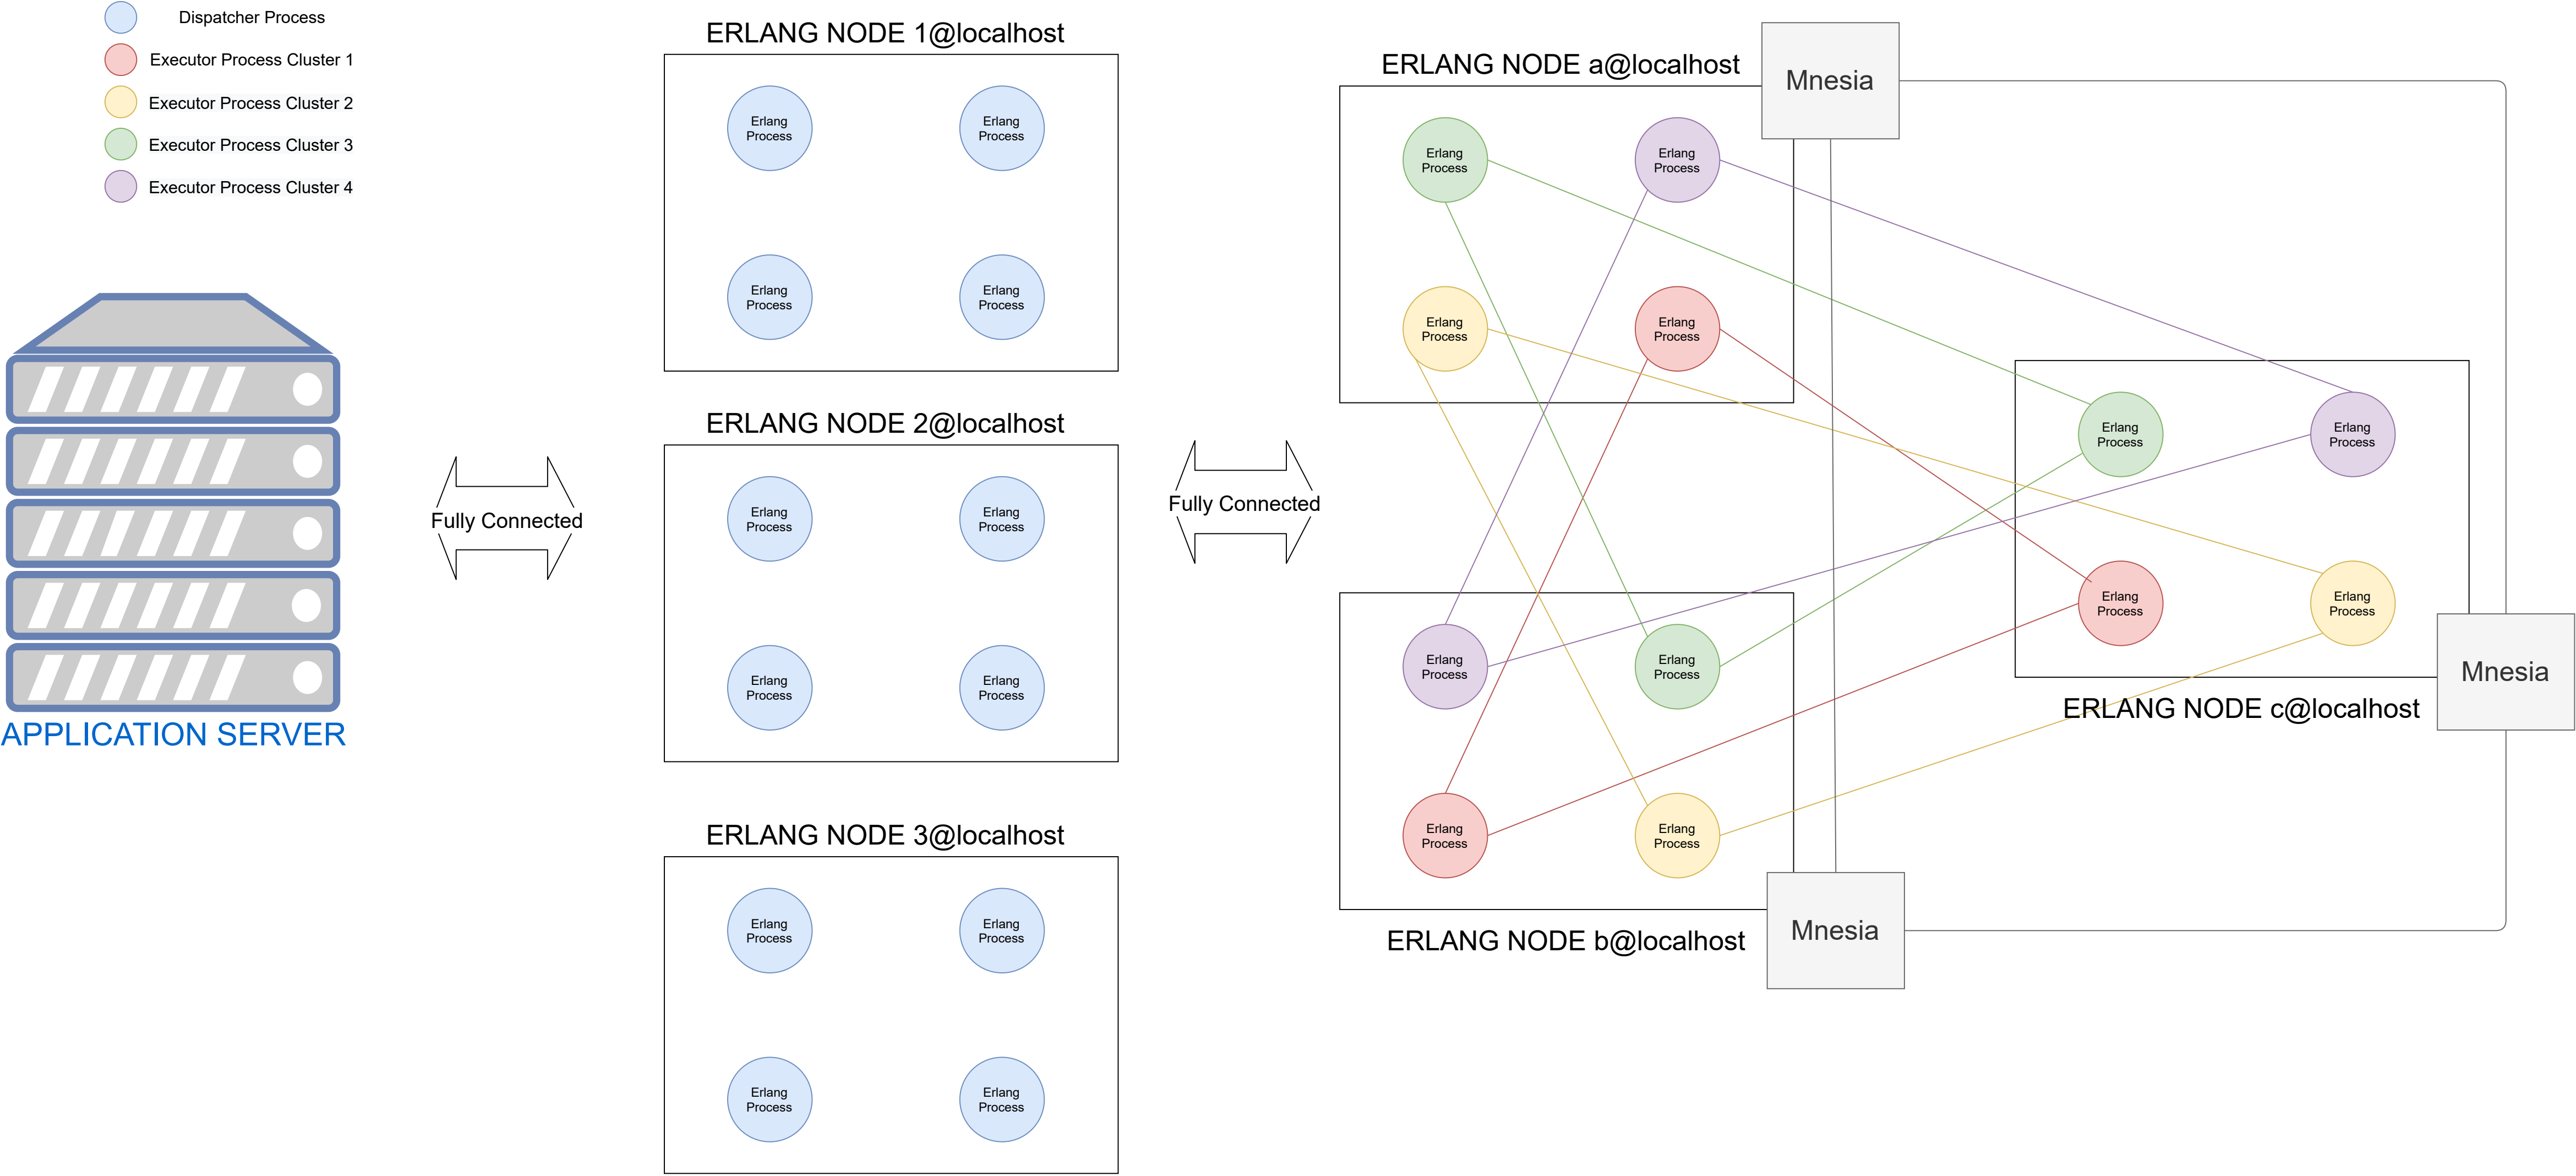 Dispatcher Process
Executor Process Cluster 1
Executor Process Cluster 2
Executor Process Cluster 3
Executor Process Cluster 4
APPLICATION SERVER
Fully Connected
ERLANG NODE 1@localhost
Erlang
Process
Erlang
Process
Erlang
Process
Erlang
Process
ERLANG NODE 2@localhost
Erlang
Process
Erlang
Process
Erlang
Process
Erlang
Process
ERLANG NODE 3@localhost
Erlang
Process
Erlang
Process
Erlang
Process
Erlang
Process
Fully Connected
ERLANG NODE a@localhost
Mnesia
Erlang
Process
Erlang
Process
Erlang
Process
Erlang
Process
Erlang
Process
Erlang
Process
Erlang
Process
Erlang
Process
ERLANG NODE b@localhost
Mnesia
Erlang
Process
Erlang
Process
Erlang
Process
Erlang
Process
ERLANG NODE c@localhost
Mnesia